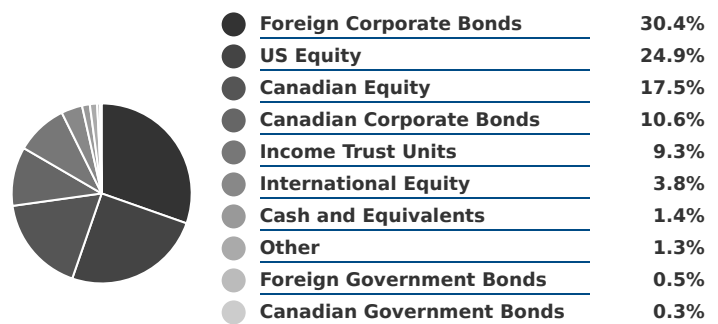 Foreign Corporate Bonds 30.4%
US Equity 24.9%
Canadian Equity 17.5%
Canadian Corporate Bonds 10.6%
Income Trust Units 9.3%
International Equity 3.8%
Cash and Equivalents 1.4%
Other 1.3%
Foreign Government Bonds 0.5%
Canadian Government Bonds 0.3%